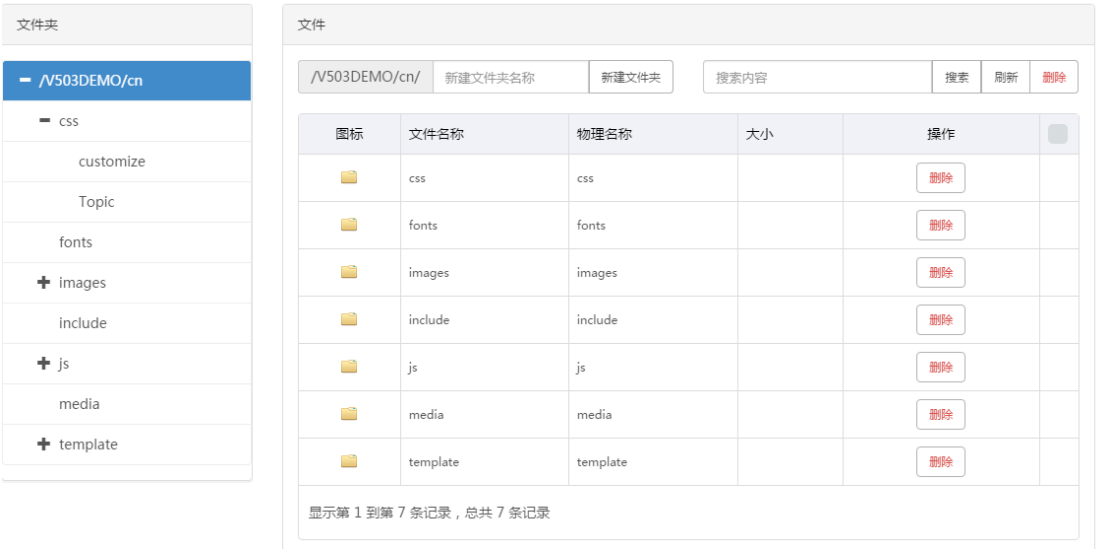 文件夹
/V503DEMO/cn
css
customize
Topic
fonts
images
include
js
media
template
文件
/V503DEMO/cn/ 新建文件夹名称 新建文件夹 搜索内容 搜索 刷新 删除
图标 文件名称 物理名称 大小 操作
css css 删除
fonts fonts 删除
images images 删除
include include 删除
js js 删除
media media 删除
template template 删除
显示第 1 到第 7 条记录，总共 7 条记录